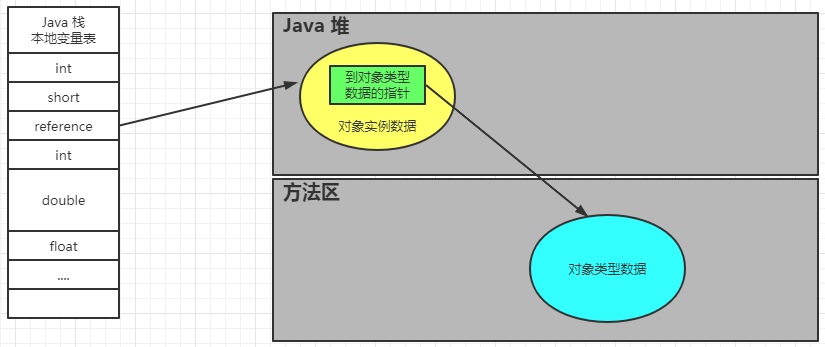 Java 栈
本地变量表
int
short
reference
int
double
float
....
Java 堆
到对象类型
数据的指针
对象实例数据
方法区
对象类型数据